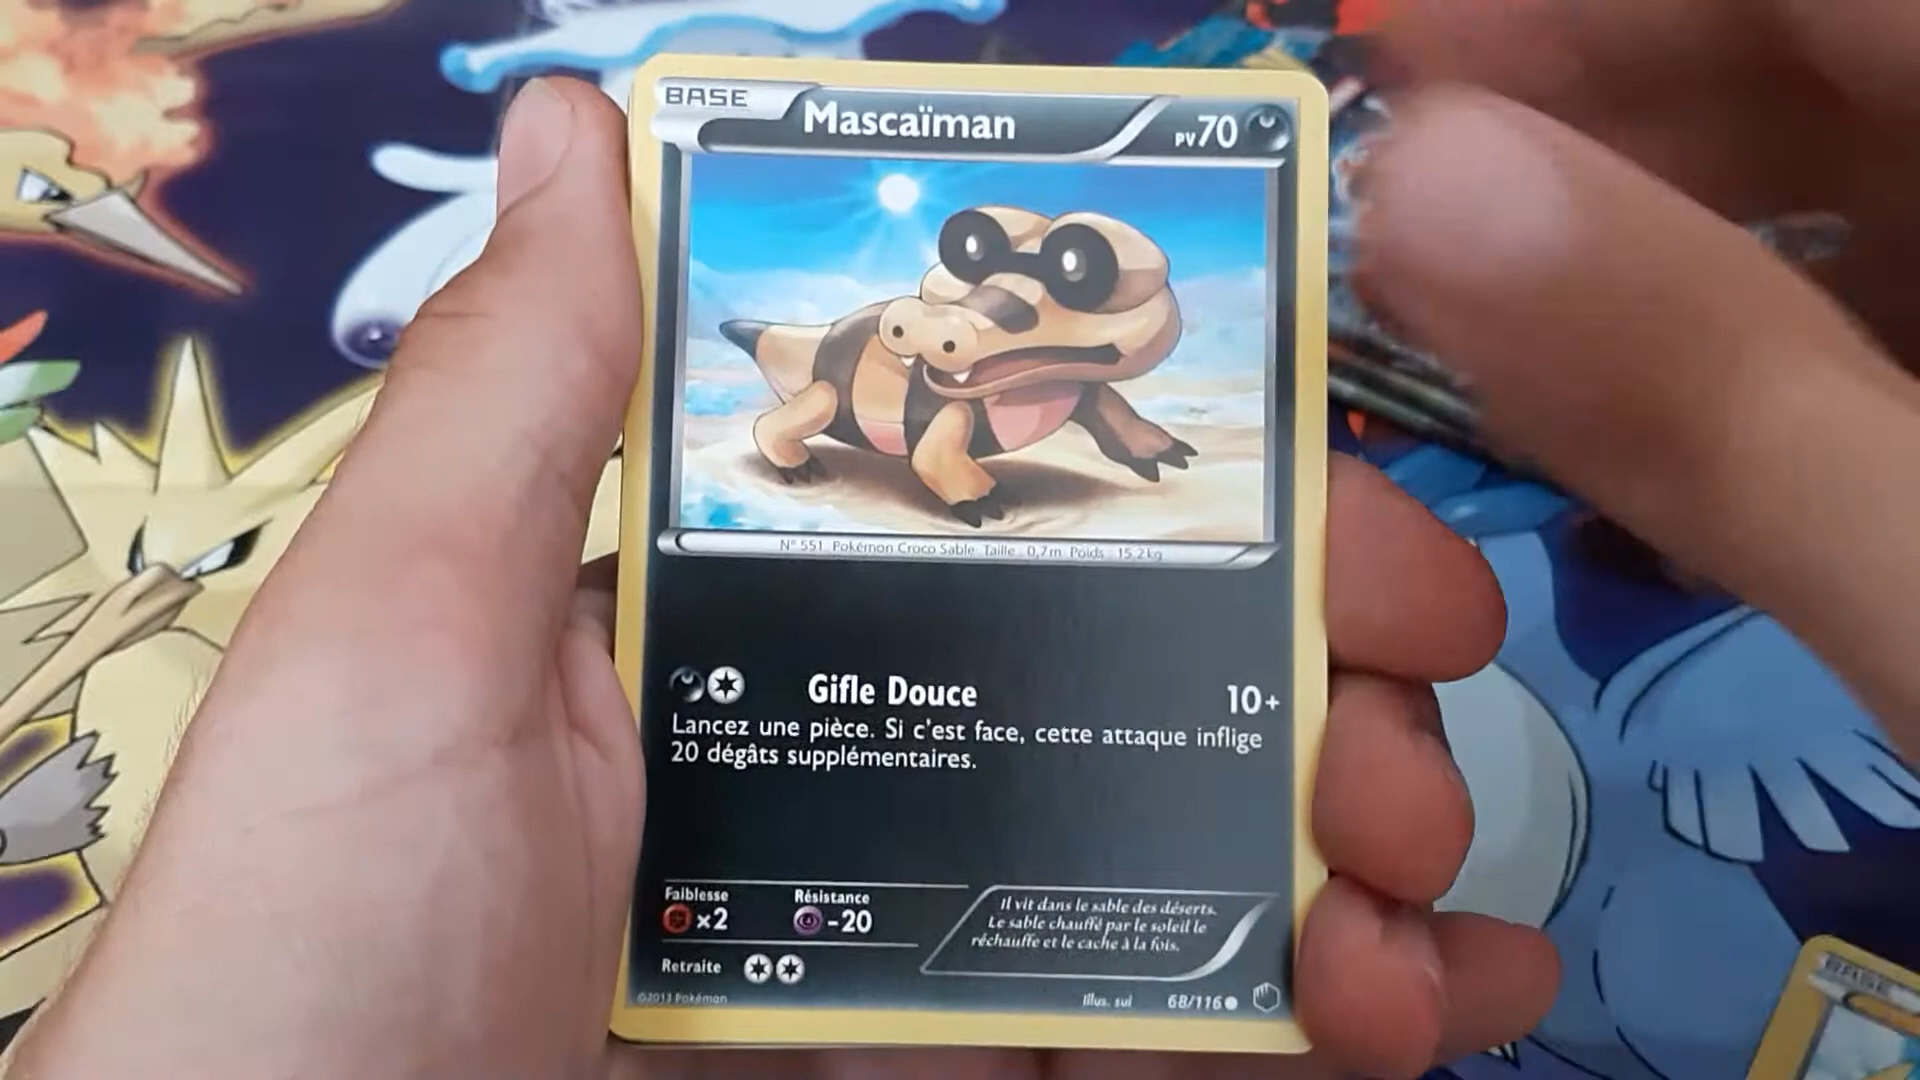 BASE
Mascaïman
PV70
N° 551 Pokémon Croco Sable Taille : 0,7m Poids : 15,2kg
Gifle Douce 10+
Lancez une pièce. Si c'est face, cette attaque inflige
20 dégâts supplémentaires.
Faiblesse Résistance
×2 -20
Il vit dans le sable des déserts.
Le sable chauffé par le soleil le
réchauffe et le cache à la fois.
Retraite
©2013 Pokémon
Illus. sui 68/116
BASE